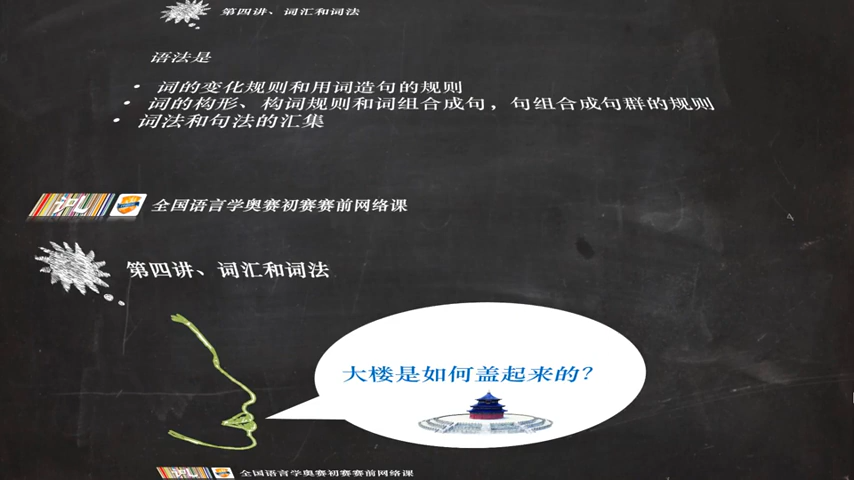 第四讲、词汇和词法
语法是
• 词的变化规则和用词造句的规则
• 词的构形、构词规则和词组合成句，句组合成句群的规则
• 词法和句法的汇集
全国语言学奥赛初赛赛前网络课
第四讲、词汇和词法
大楼是如何盖起来的？
全国语言学奥赛初赛赛前网络课